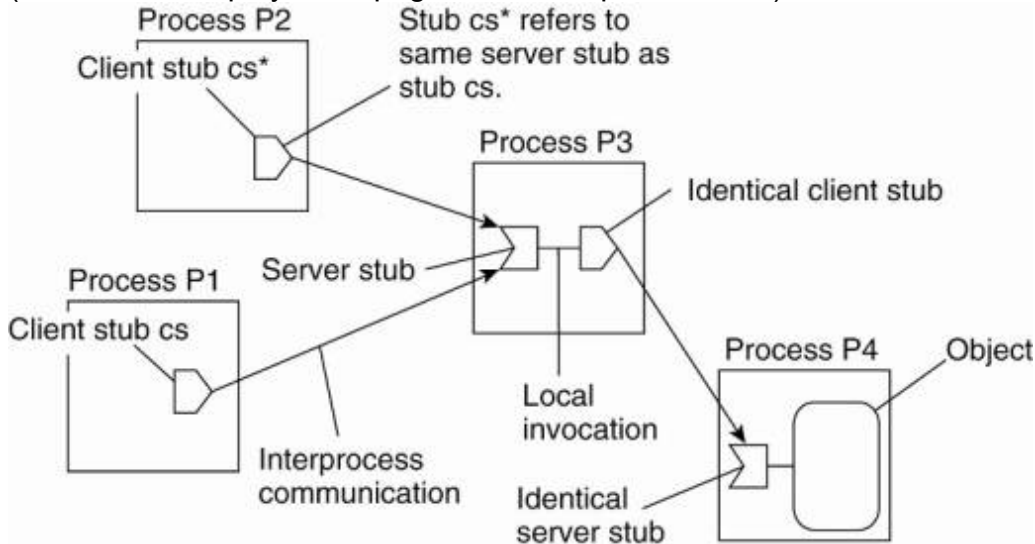 Process P2
Client stub cs*
Stub cs* refers to
same server stub as
stub cs.
Process P3
Identical client stub
Server stub
Process P1
Client stub cs
Interprocess
communication
Local
invocation
Process P4
Object
Identical
server stub